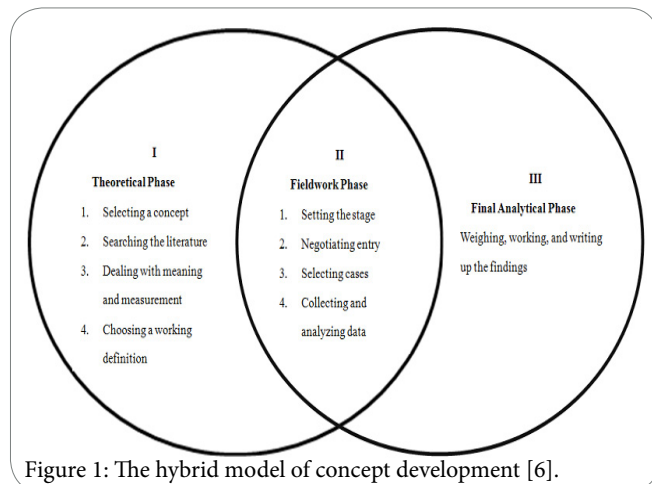 I
Theoretical Phase
1. Selecting a concept
2. Searching the literature
3. Dealing with meaning
and measurement
4. Choosing a working
definition
II
Fieldwork Phase
1. Setting the stage
2. Negotiating entry
3. Selecting cases
4. Collecting and
analyzing data
III
Final Analytical Phase
Weighing, working, and writing
up the findings
Figure 1: The hybrid model of concept development [6].